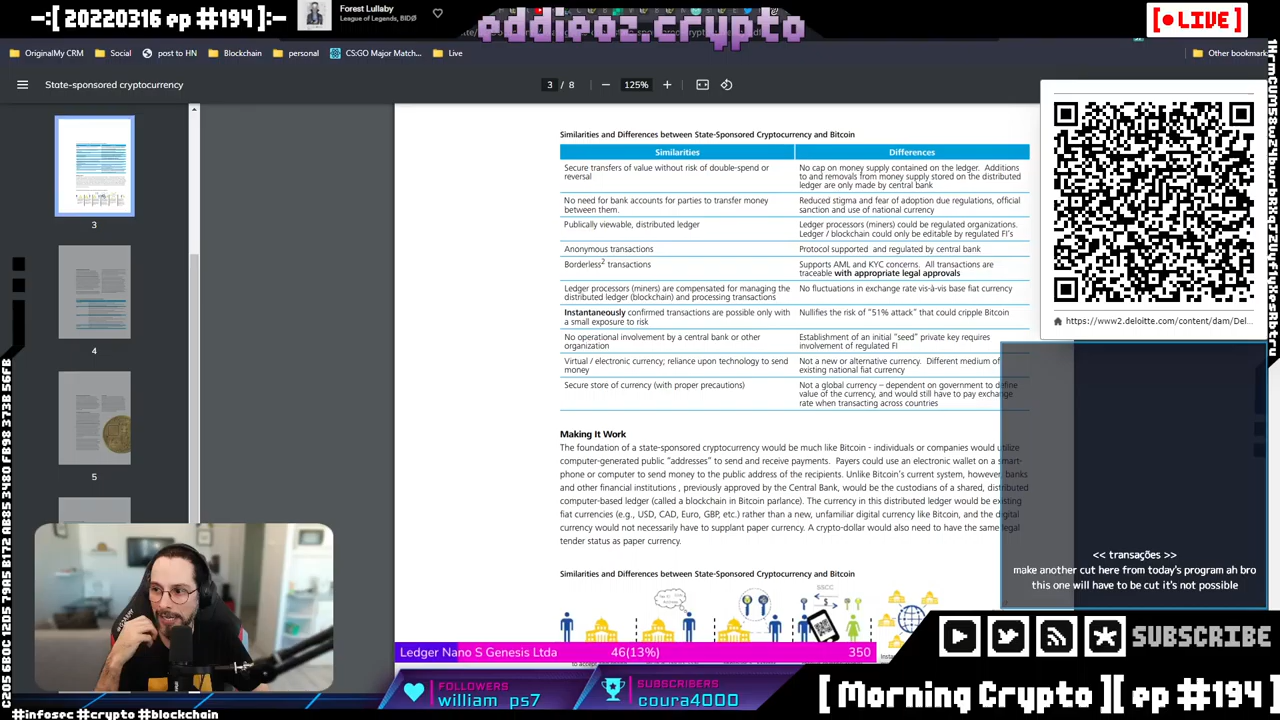 -:[ 20220316 ep #194 ]:-
Forest Lullaby
League of Legends, BIDØ
eddieoz.crypto
[ • LIVE ]
OriginalMy CRM
Social
post to HN
Blockchain
personal
CS:GO Major Match...
Live
Other bookmark
State-sponsored cryptocurrency
3 / 8
125%
Similarities and Differences between State-Sponsored Cryptocurrency and Bitcoin
Similarities
Differences
Secure transfers of value without risk of double-spend or
reversal
No cap on money supply contained on the ledger. Additions
to and removals from money supply stored on the distributed
ledger are only made by central bank
No need for bank accounts for parties to transfer money
between them.
Reduced stigma and fear of adoption due regulations, official
sanction and use of national currency
Publically viewable, distributed ledger
Ledger processors (miners) could be regulated organizations.
Ledger / blockchain could only be editable by regulated FI's
Anonymous transactions
Protocol supported and regulated by central bank
Borderless2 transactions
Supports AML and KYC concerns. All transactions are
traceable with appropriate legal approvals
Ledger processors (miners) are compensated for managing the
distributed ledger (blockchain) and processing transactions
No fluctuations in exchange rate vis-à-vis base fiat currency
Instantaneously confirmed transactions are possible only with
a small exposure to risk
Nullifies the risk of "51% attack" that could cripple Bitcoin
No operational involvement by a central bank or other
organization
Establishment of an initial "seed" private key requires
involvement of regulated FI
Virtual / electronic currency; reliance upon technology to send
money
Not a new or alternative currency. Different medium of
existing national fiat currency
Secure store of currency (with proper precautions)
Not a global currency – dependent on government to define
value of the currency, and would still have to pay exchange
rate when transacting across countries
Making It Work
The foundation of a state-sponsored cryptocurrency would be much like Bitcoin - individuals or companies would utilize
computer-generated public "addresses" to send and receive payments. Payers could use an electronic wallet on a smart-
phone or computer to send money to the public address of the recipients. Unlike Bitcoin's current system, however, banks
and other financial institutions , previously approved by the Central Bank, would be the custodians of a shared, distributed
computer-based ledger (called a blockchain in Bitcoin parlance). The currency in this distributed ledger would be existing
fiat currencies (e.g., USD, CAD, Euro, GBP, etc.) rather than a new, unfamiliar digital currency like Bitcoin, and the digital
currency would not necessarily have to supplant paper currency. A crypto-dollar would also need to have the same legal
tender status as paper currency.
Similarities and Differences between State-Sponsored Cryptocurrency and Bitcoin
SSCC
3
4
5
https://www2.deloitte.com/content/dam/Del...
<< transações >>
make another cut here from today's program ah bro
this one will have to be cut it's not possible
Ledger Nano S Genesis Ltda
46(13%)
350
SUBSCRIBE
FOLLOWERS
william_ps7
SUBSCRIBERS
coura4000
[ Morning Crypto ][ ep #194 ]
#infosec #crypto #blockchain